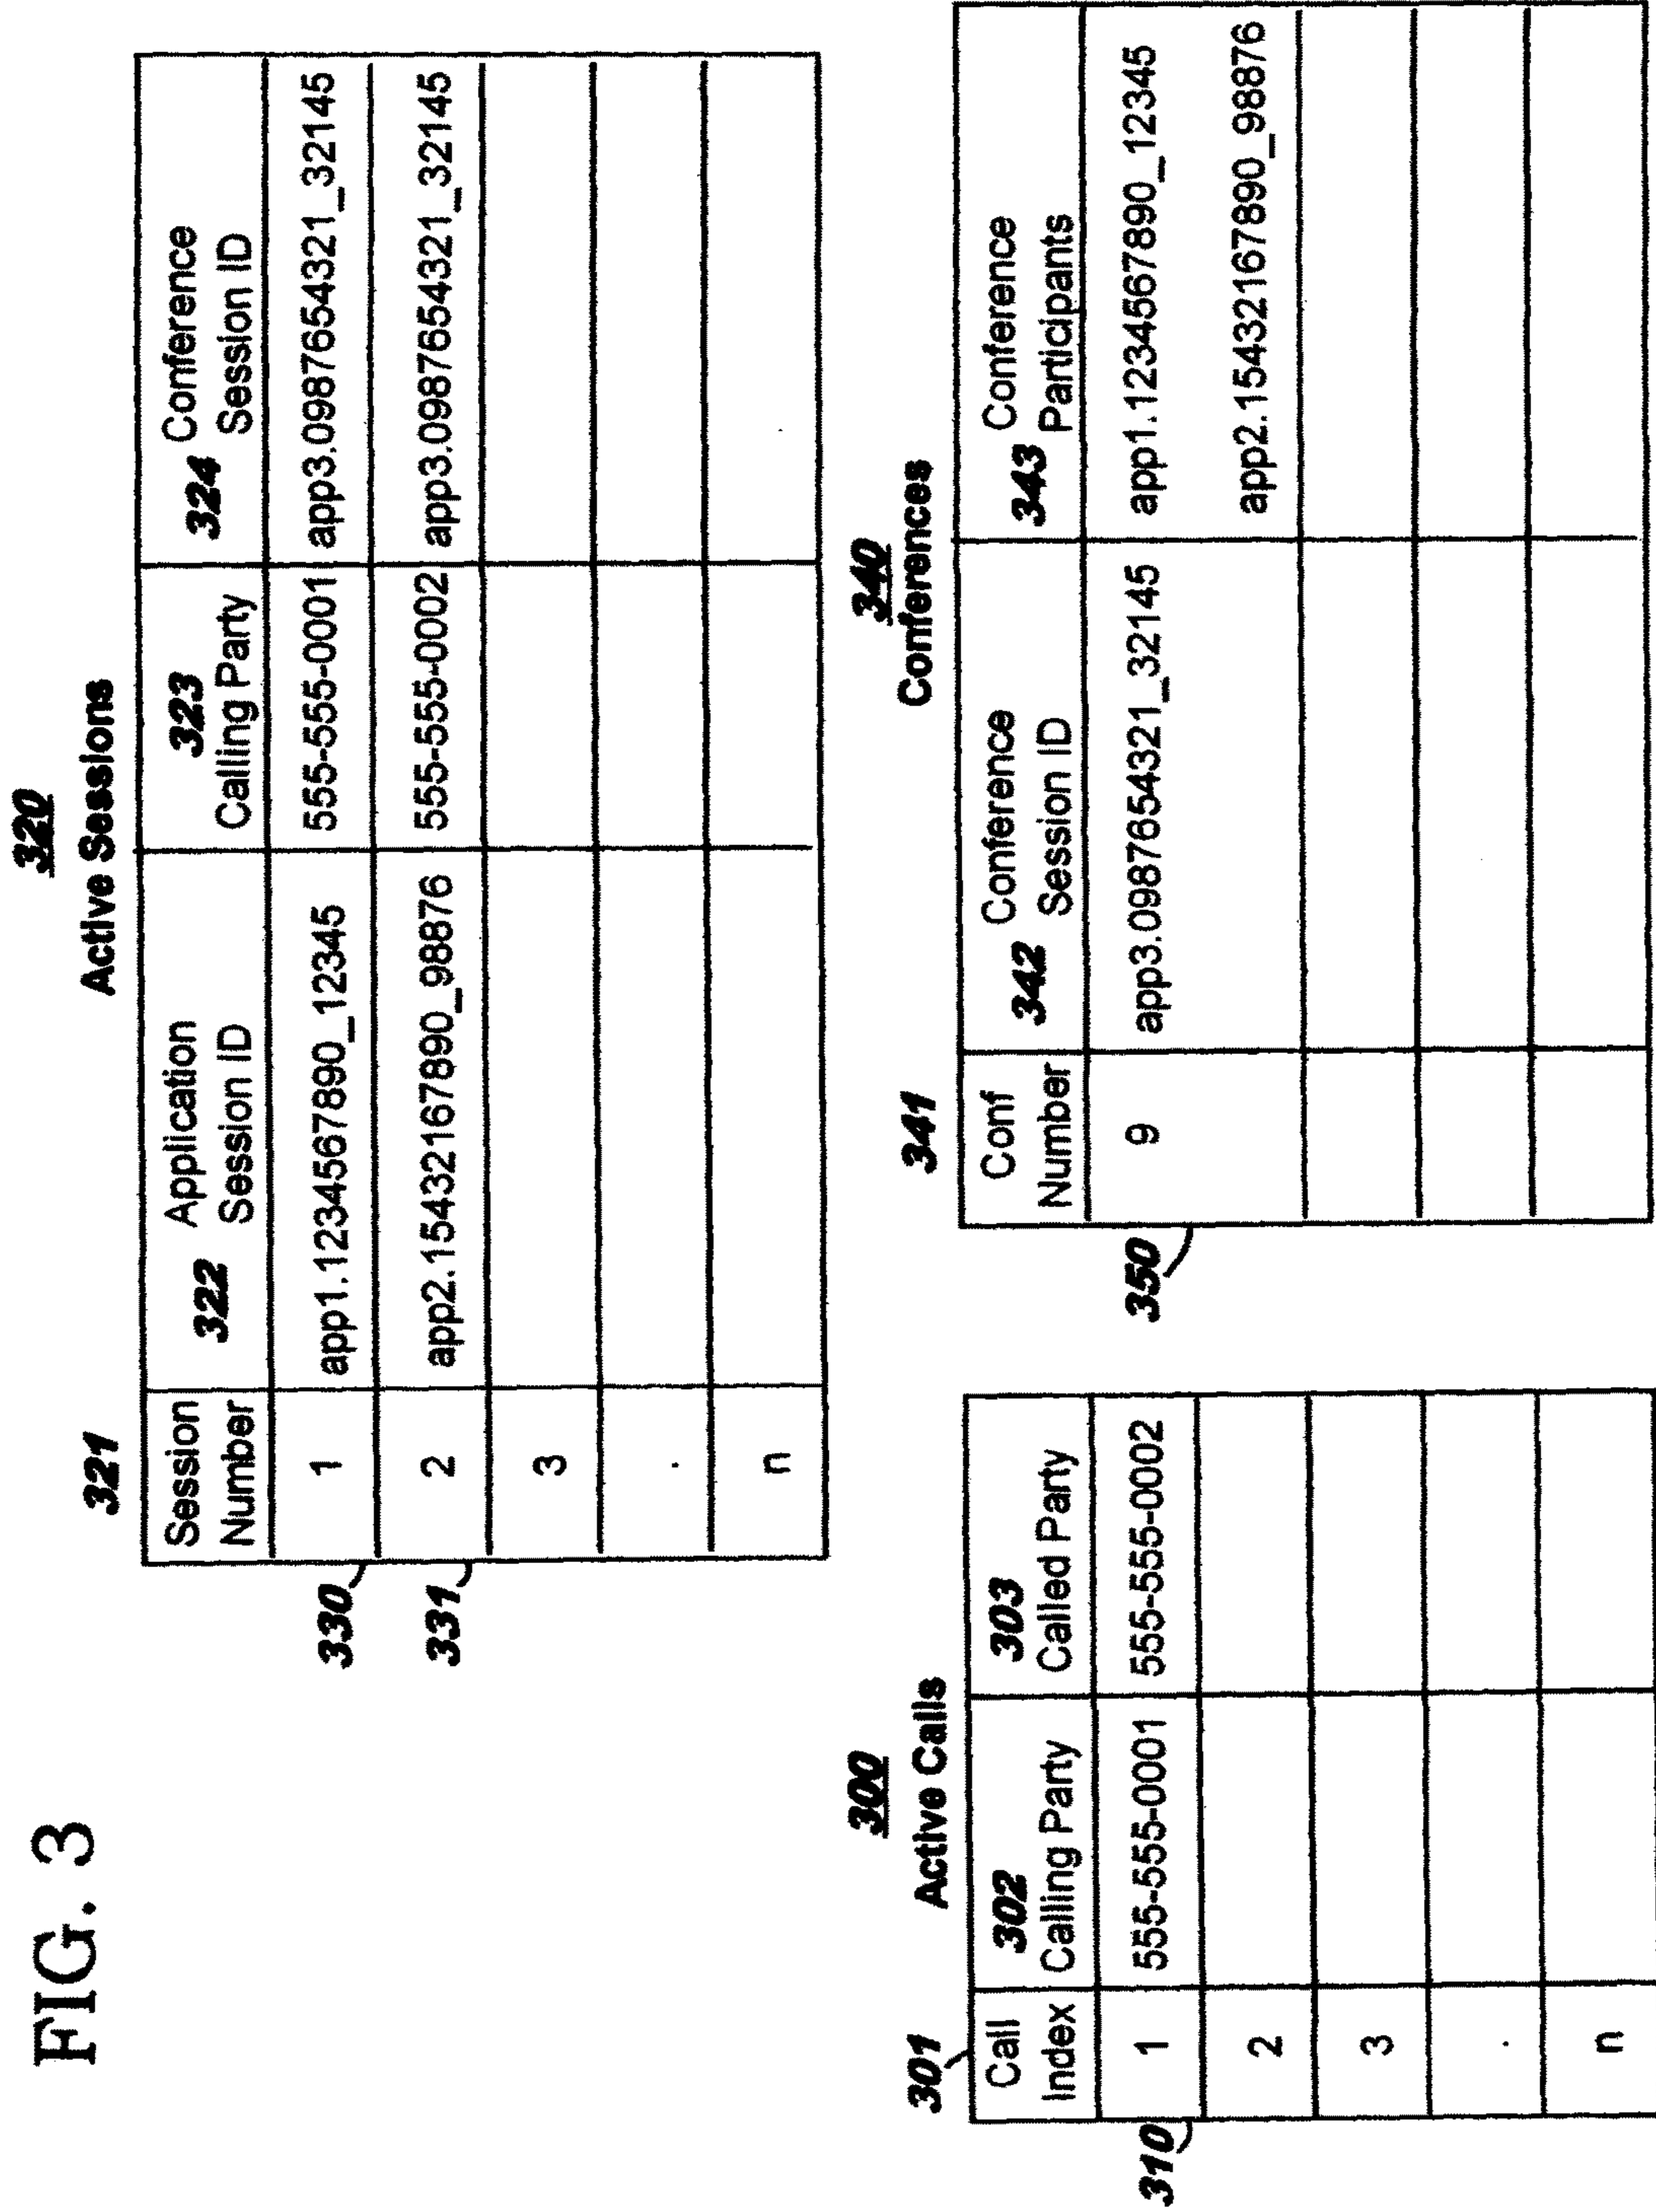 FIG. 3
320
Active Sessions
321
Session Number
322
Application Session ID
323
Calling Party
324
Conference Session ID
330
1 app1.1234567890_12345 555-555-0001 app3.0987654321_32145
331
2 app2.15432167890_98876 555-555-0002 app3.0987654321_32145
3
.
n
300
Active Calls
301
Call Index
302
Calling Party
303
Called Party
310
1 555-555-0001 555-555-0002
2
3
.
n
340
Conferences
341
Conf Number
342
Conference Session ID
343
Conference Participants
350
9 app3.0987654321_32145 app1.1234567890_12345
app2.15432167890_98876